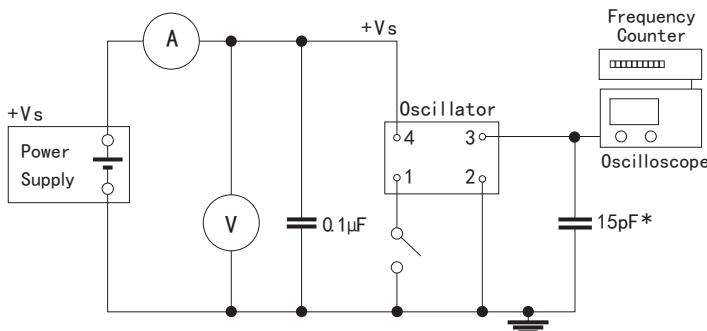 Frequency
Counter
A
+Vs
+Vs
Oscillator
4
3
Power
Supply
Oscilloscope
1
2
V
0.1μF
15pF*